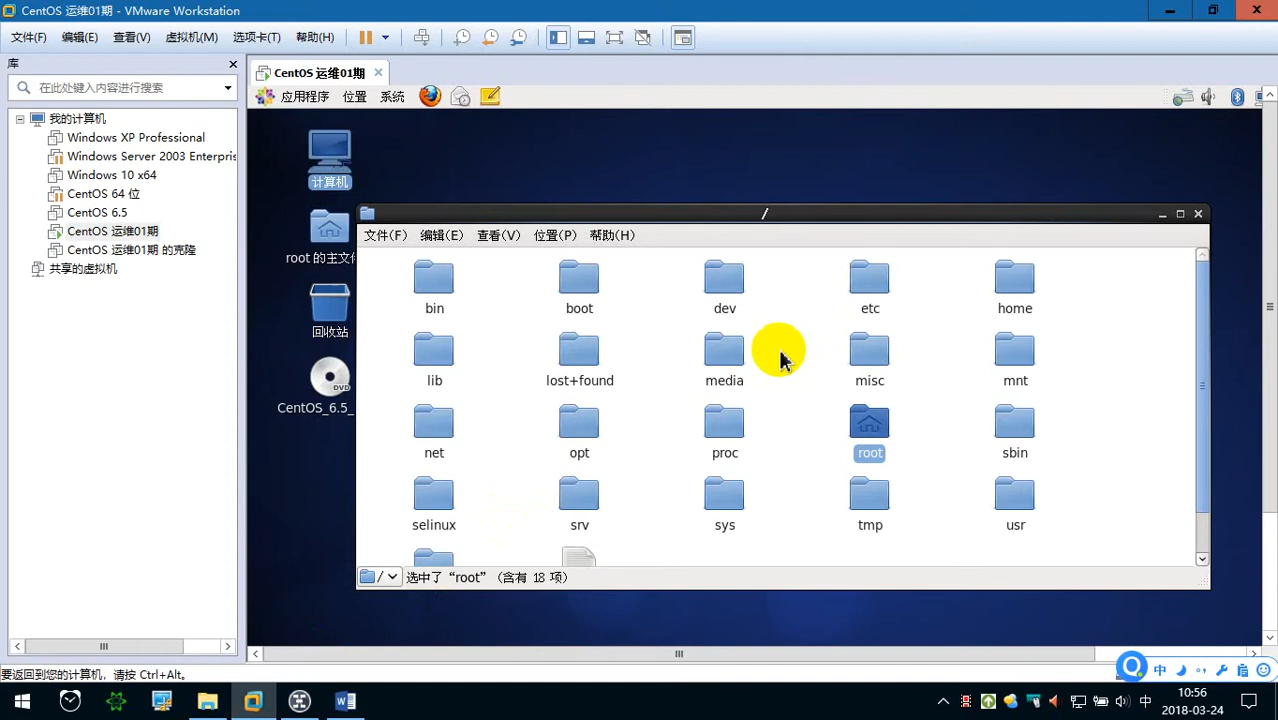 CentOS 运维01期 - VMware Workstation
文件(F) 编辑(E) 查看(V) 虚拟机(M) 选项卡(T) 帮助(H)
库
在此处键入内容进行搜索
我的计算机
Windows XP Professional
Windows Server 2003 Enterpris
Windows 10 x64
CentOS 64 位
CentOS 6.5
CentOS 运维01期
CentOS 运维01期 的克隆
共享的虚拟机
CentOS 运维01期
应用程序 位置 系统
计算机
root 的主文件
回收站
DVD
CentOS_6.5_
/
文件(F) 编辑(E) 查看(V) 位置(P) 帮助(H)
bin boot dev etc home
lib lost+found media misc mnt
net opt proc root sbin
selinux srv sys tmp usr
/ 选中了“root” (含有 18 项)
要返回到您的计算机，请按 Ctrl+Alt。
中
中 10:56
2018-03-24